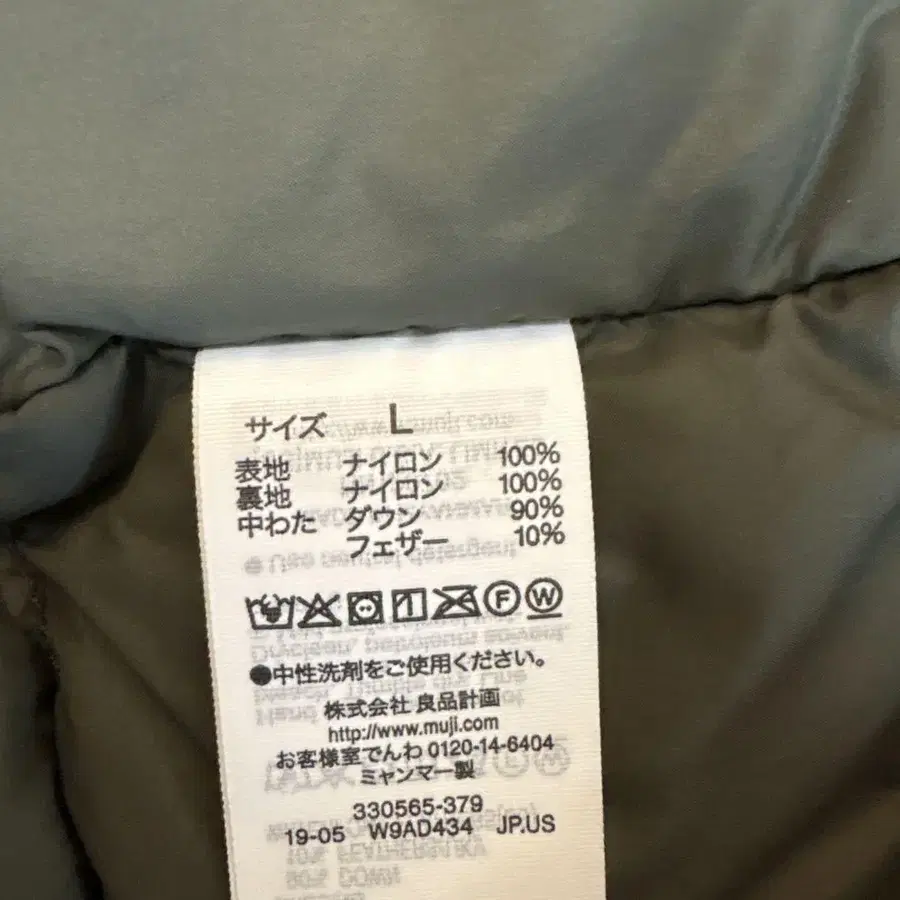 サイズ L
表地 ナイロン 100%
裏地 ナイロン 100%
中わた ダウン 90%
フェザー 10%
F W
●中性洗剤をご使用ください。
株式会社 良品計画
http://www.muji.com
お客様室でんわ 0120-14-6404
ミャンマー製
330565-379
19-05 W9AD434 JP.US